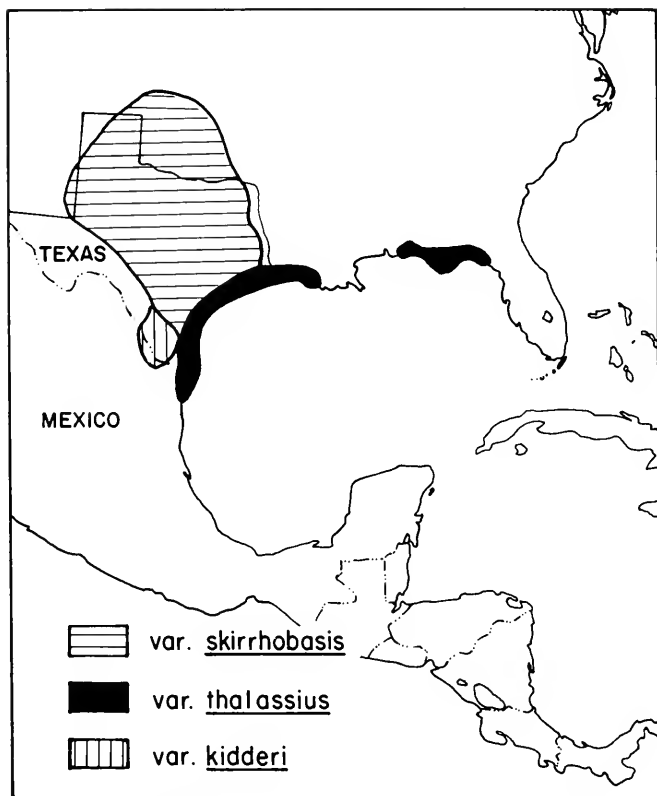 TEXAS
MEXICO
var. skirrhobasis
var. thalassius
var. kidderi